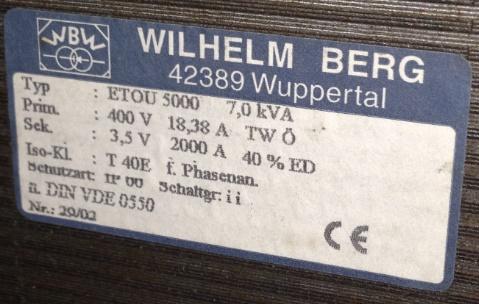 WBW
WILHELM BERG
42389 Wuppertal
Typ : ETOU 5000 7,0 kVA
Prim. : 400 V 18,38 A TW Ö
Sek. : 3,5 V 2000 A 40 % ED
Iso-Kl. : T 40E f. Phasenan.
Schutzart: IP 00 Schaltgr: i i
n. DIN VDE 0550
Nr.: 29/02
CE